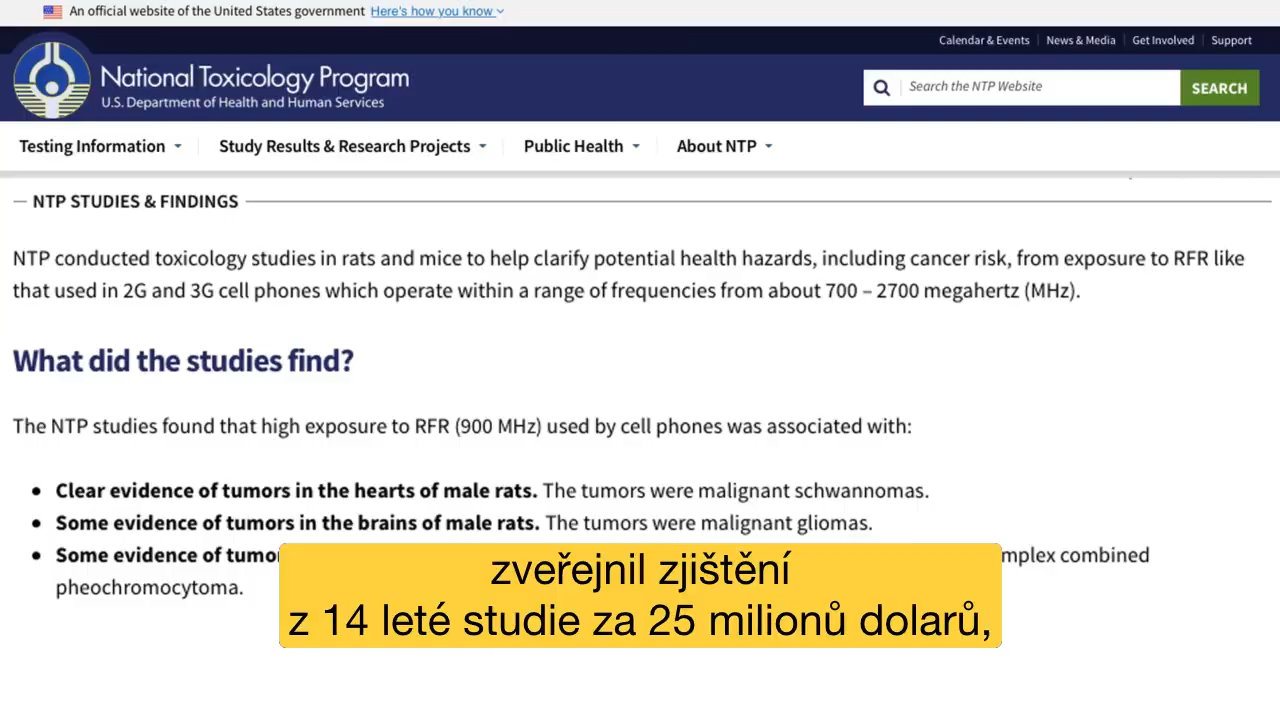 An official website of the United States government Here's how you know
Calendar & Events News & Media Get Involved Support
National Toxicology Program
U.S. Department of Health and Human Services
Search the NTP Website SEARCH
Testing Information Study Results & Research Projects Public Health About NTP
NTP STUDIES & FINDINGS
NTP conducted toxicology studies in rats and mice to help clarify potential health hazards, including cancer risk, from exposure to RFR like
that used in 2G and 3G cell phones which operate within a range of frequencies from about 700 – 2700 megahertz (MHz).
What did the studies find?
The NTP studies found that high exposure to RFR (900 MHz) used by cell phones was associated with:
Clear evidence of tumors in the hearts of male rats. The tumors were malignant schwannomas.
Some evidence of tumors in the brains of male rats. The tumors were malignant gliomas.
Some evidence of combined
pheochromocytoma.
zveřejnil zjištění
z 14 leté studie za 25 milionů dolarů,